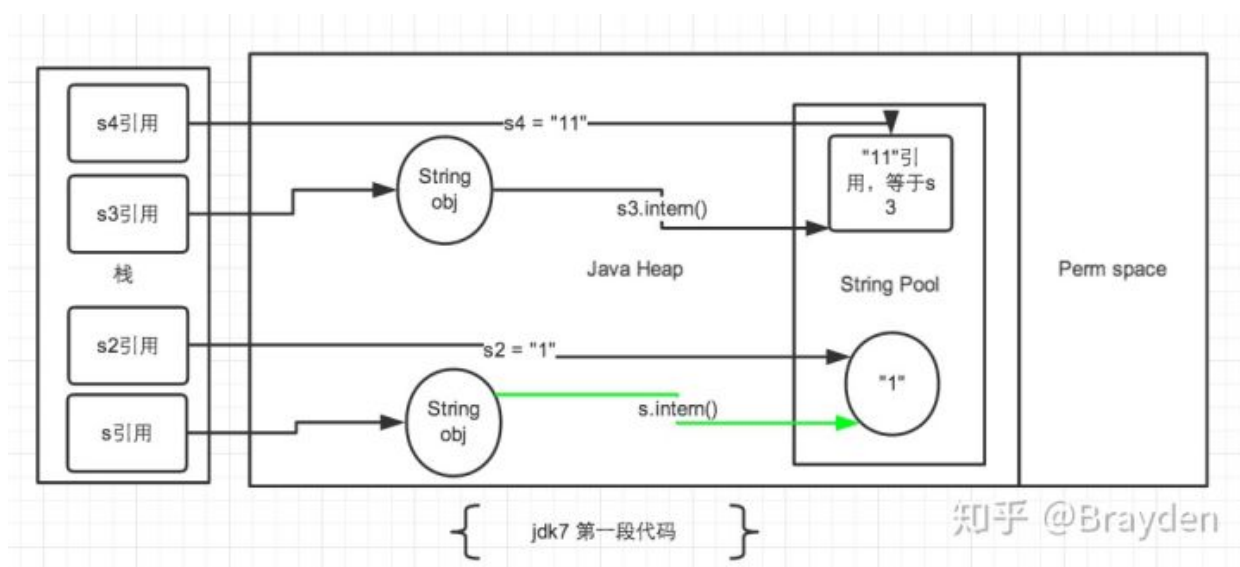 s4引用
s4 = "11"
"11"引
用，等于s
3
String
obj
s3引用
s3.intern()
栈
Java Heap
String Pool
Perm space
s2引用
s2 = "1"
"1"
String
obj
s.intern()
s引用
jdk7 第一段代码
知乎 @Brayden